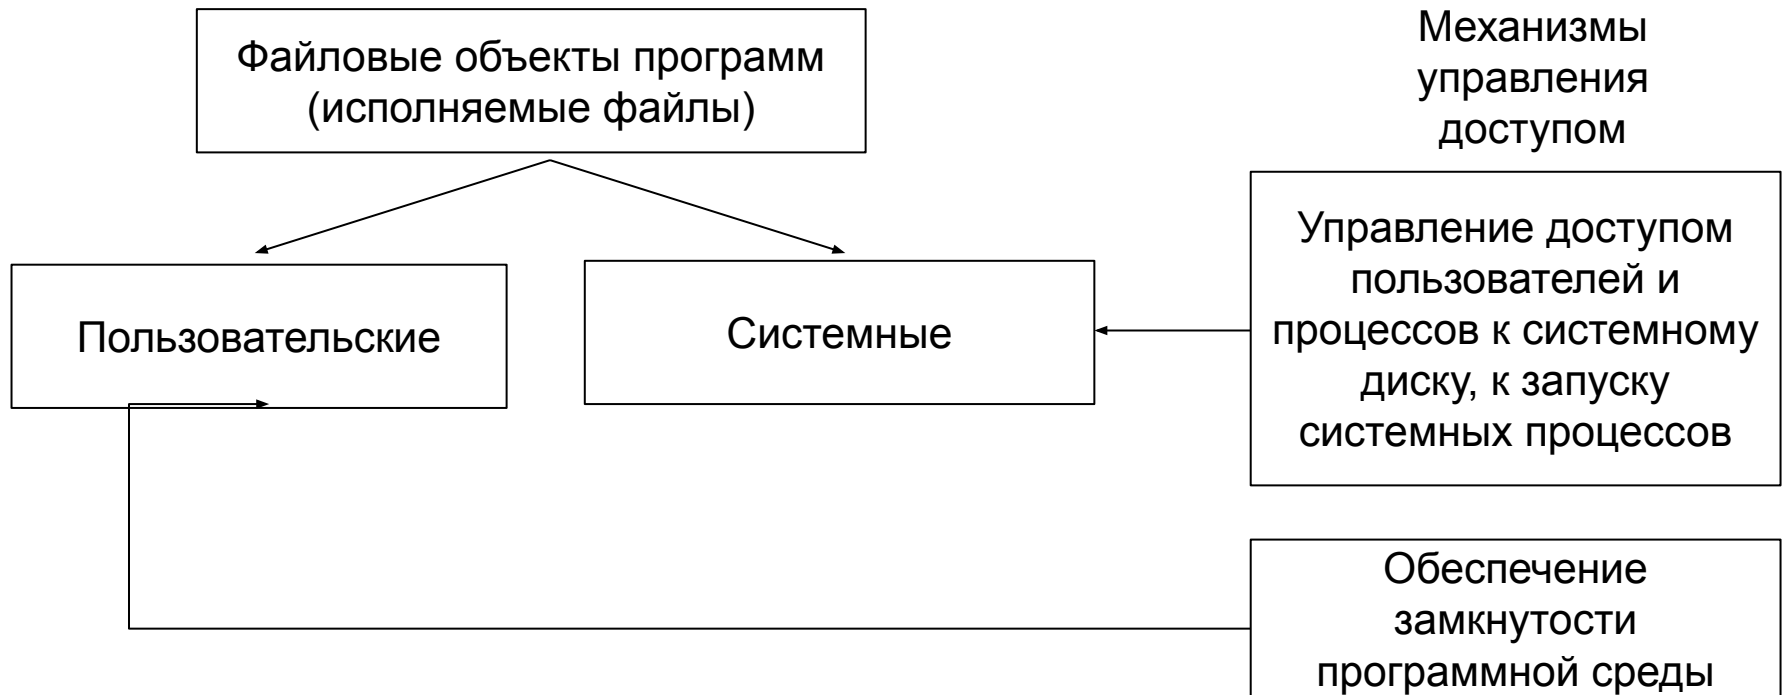 Файловые объекты программ
(исполняемые файлы)
Механизмы
управления
доступом
Пользовательские
Системные
Управление доступом
пользователей и
процессов к системному
диску, к запуску
системных процессов
Обеспечение
замкнутости
программной среды